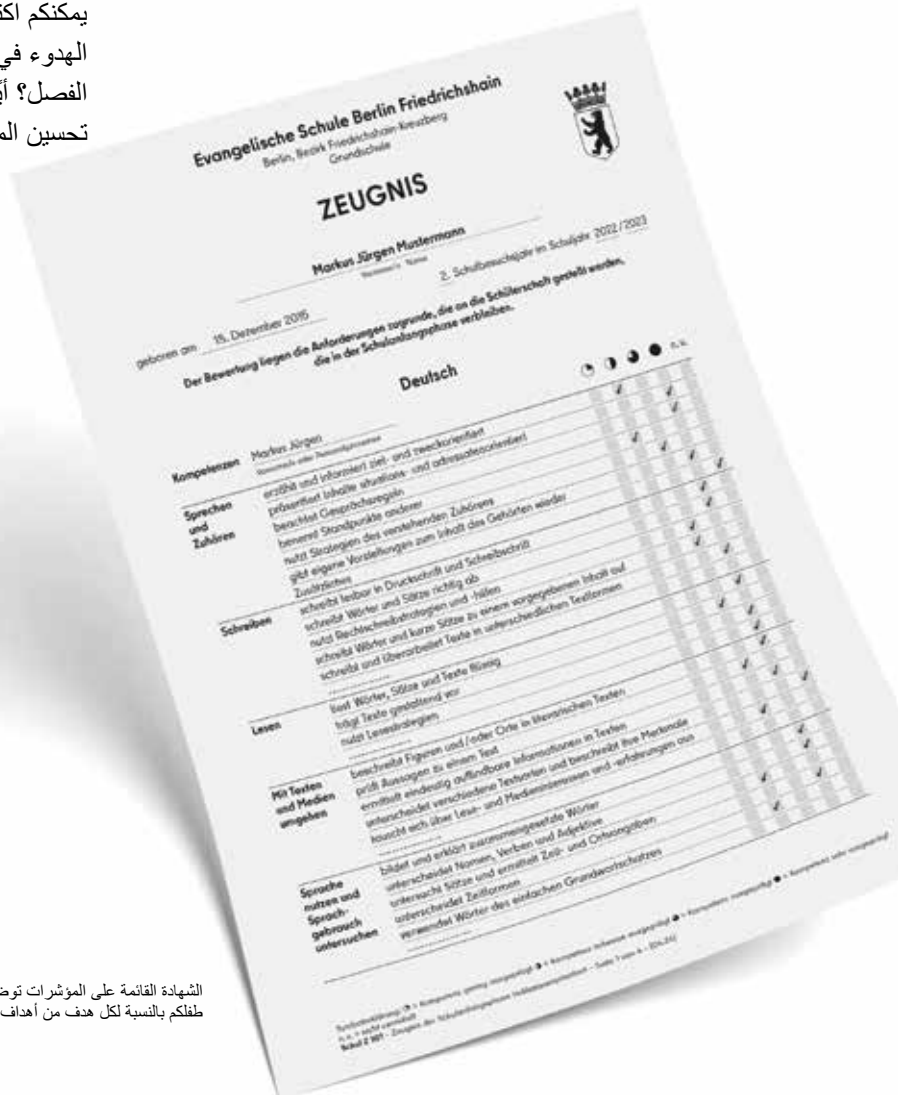 يمكنكم
الهدوء في
الفصل؟
تحسين
Evangelische Schule Berlin Friedrichshain
Berlin, Bezirk Friedrichshain-Kreuzberg
Grundschule
ZEUGNIS
Markus Jürgen Mustermann
Vorname/n Name
2. Schulbesuchsjahr im Schuljahr 2022/2023
geboren am 15. Dezember 2015
Der Bewertung liegen die Anforderungen zugrunde, die an die Schülerschaft gestellt werden,
die in der Schulanfangsphase verbleiben.
Deutsch
n. v.
Kompetenzen Markus Jürgen
Sprechen und Zuhören
erzählt und informiert ziel- und zweckorientiert
präsentiert Inhalte situations- und adressatenorientiert
beachtet Gesprächsregeln
benennt Standpunkte anderer
nutzt Strategien des verstehenden Zuhörens
gibt eigene Vorstellungen zum Inhalt des Gehörten wieder
Zusätzliches
Schreiben
schreibt lesbar in Druckschrift und Schreibschrift
schreibt Wörter und Sätze richtig ab
nutzt Rechtschreibstrategien und -hilfen
schreibt Wörter und kurze Sätze zu einem vorgegebenen Inhalt auf
schreibt und überarbeitet Texte in unterschiedlichen Textformen
Lesen
liest Wörter, Sätze und Texte flüssig
trägt Texte gestaltend vor
nutzt Lesestrategien
Mit Texten und Medien umgehen
beschreibt Figuren und/oder Orte in literarischen Texten
prüft Aussagen zu einem Text
ermittelt eindeutig auffindbare Informationen in Texten
unterscheidet verschiedene Textsorten und beschreibt ihre Merkmale
tauscht sich über Lese- und Medieninteressen und -erfahrungen aus
Sprache nutzen und Sprach-gebrauch untersuchen
bildet und erklärt zusammengesetzte Wörter
unterscheidet Nomen, Verben und Adjektive
untersucht Sätze und ermittelt Zeit- und Ortsangaben
unterscheidet Zeitformen
verwendet Wörter des einfachen Grundwortschatzes
الشهادة القائمة على المؤشرات
طفلكم بالنسبة لكل هدف من أهداف